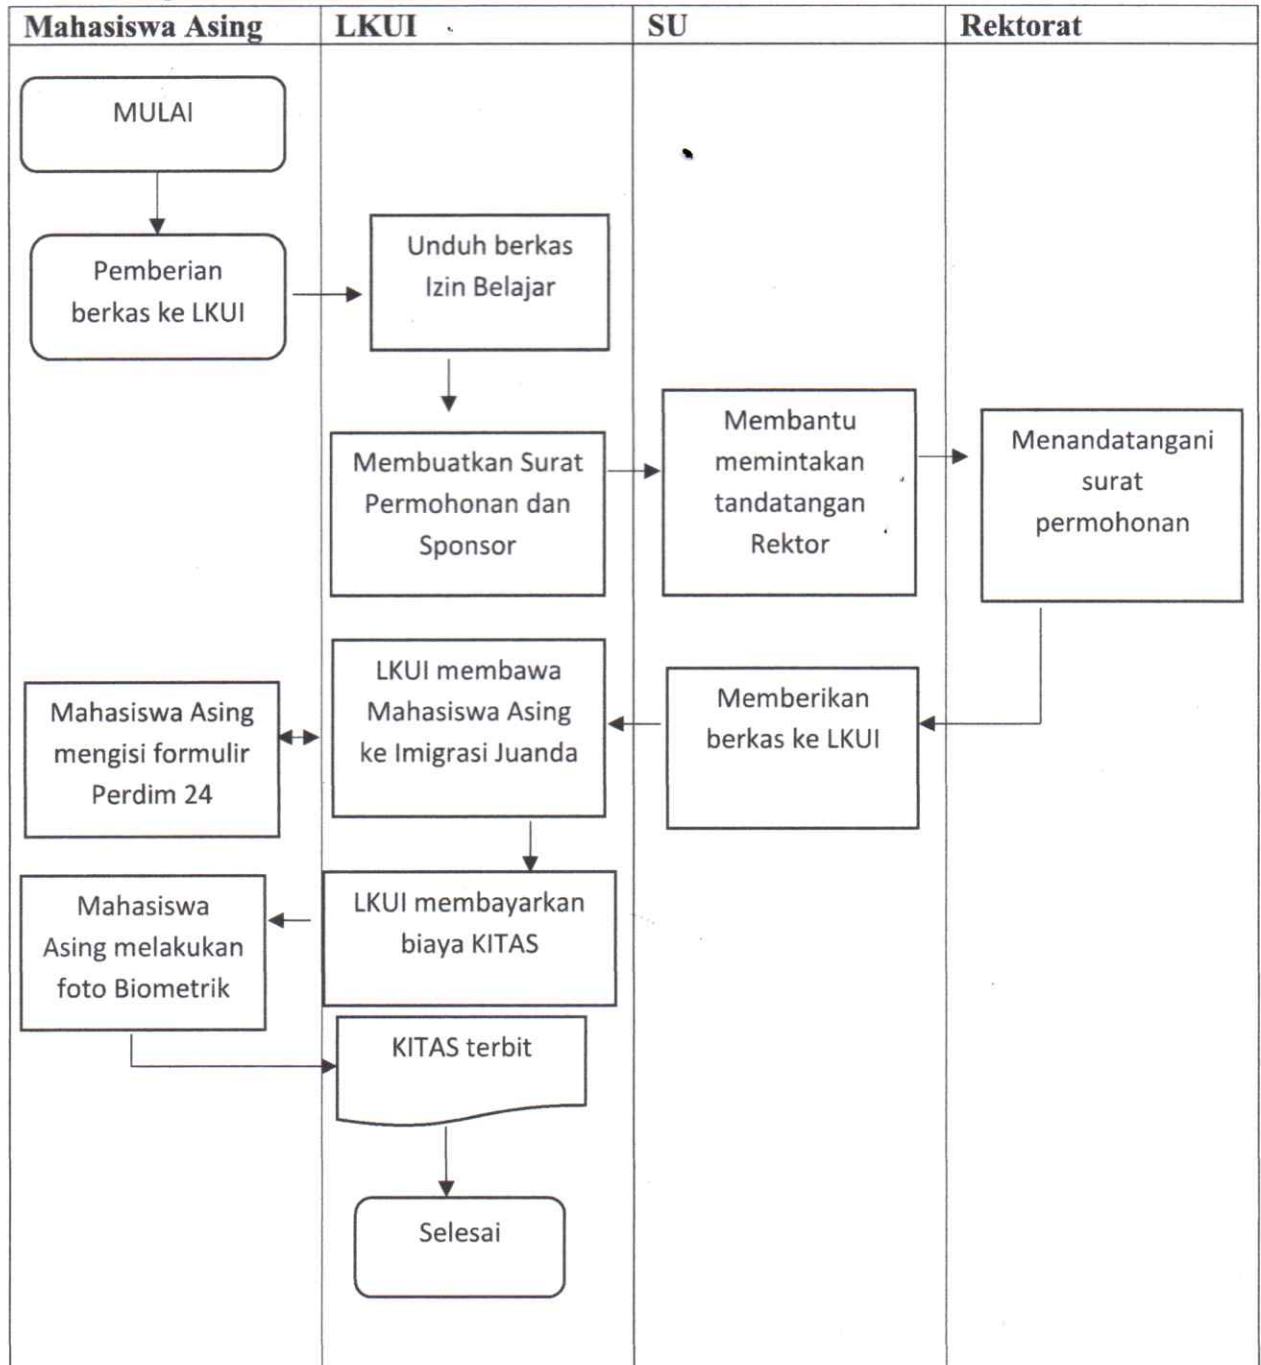 Mahasiswa Asing
LKUI
SU
Rektorat
MULAI
Pemberian
berkas ke LKUI
Unduh berkas
Izin Belajar
Membuatkan Surat
Permohonan dan
Sponsor
Membantu
memintakan
tandatangan
Rektor
Menandatangani
surat
permohonan
Memberikan
berkas ke LKUI
LKUI membawa
Mahasiswa Asing
ke Imigrasi Juanda
Mahasiswa Asing
mengisi formulir
Perdim 24
LKUI membayarkan
biaya KITAS
Mahasiswa
Asing melakukan
foto Biometrik
KITAS terbit
Selesai